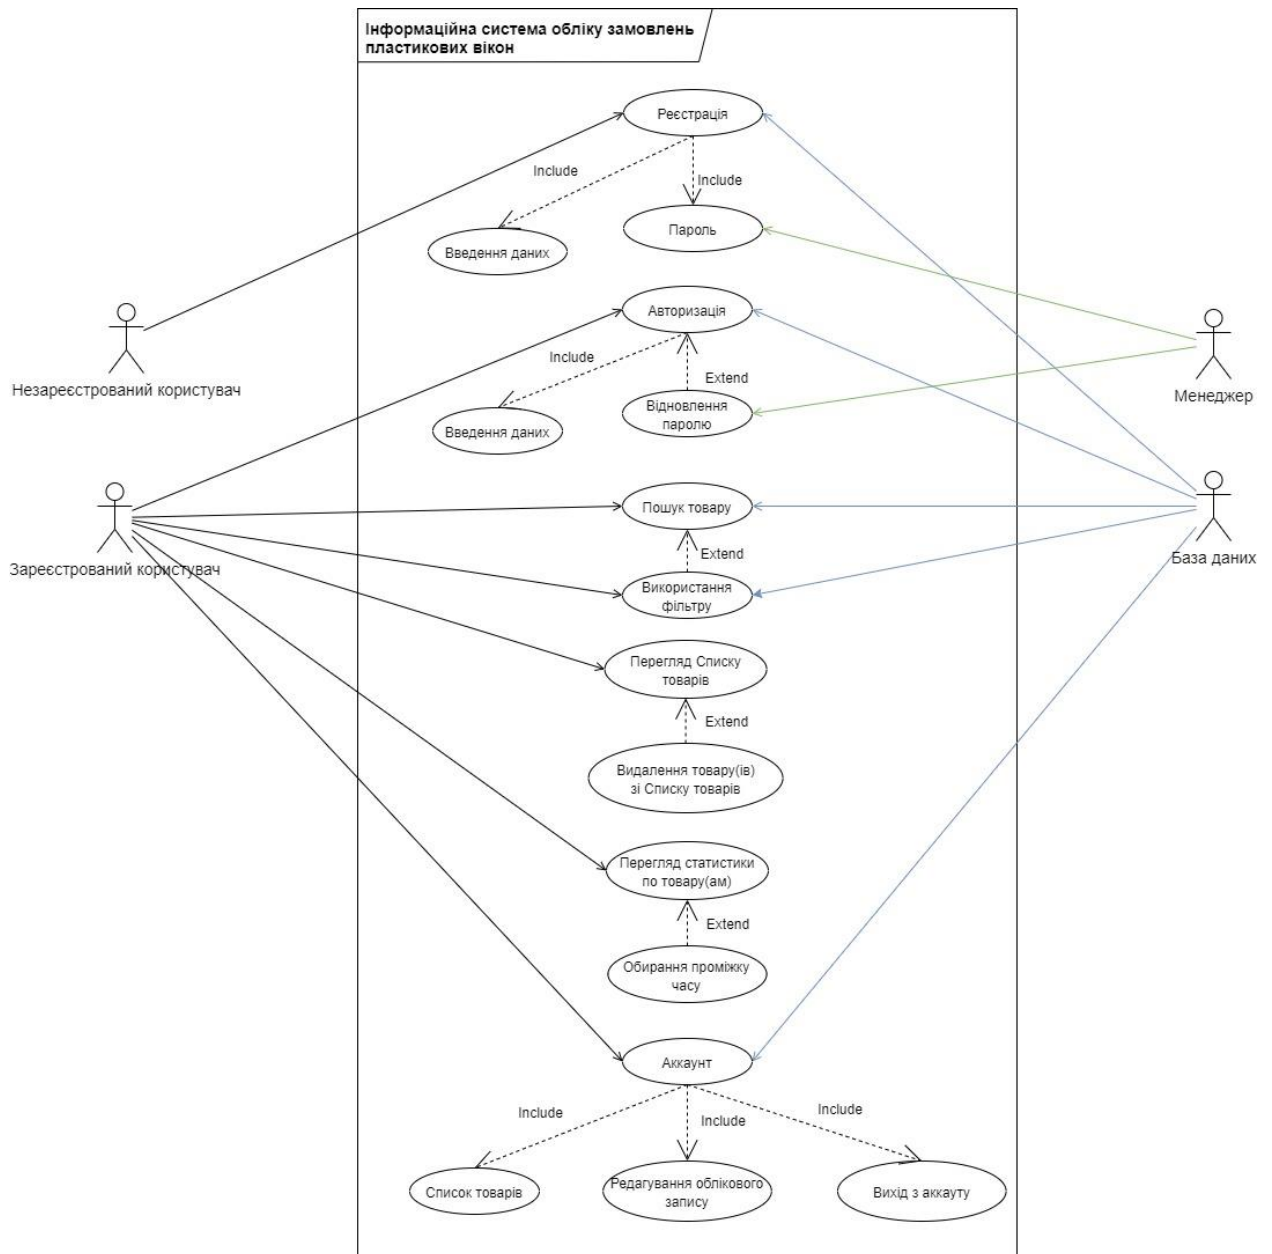 Інформаційна система обліку замовлень
пластикових вікон
Реєстрація
Include
Include
Пароль
Введення даних
Авторизація
Include
Extend
Відновлення
паролю
Введення даних
Незареєстрований користувач
Менеджер
Пошук товару
Extend
Використання
фільтру
Зареєстрований користувач
База даних
Перегляд Списку
товарів
Extend
Видалення товару(ів)
зі Списку товарів
Перегляд статистики
по товару(ам)
Extend
Обирання проміжку
часу
Аккаунт
Include
Include
Include
Список товарів
Редагування облікового
запису
Вихід з аккауту